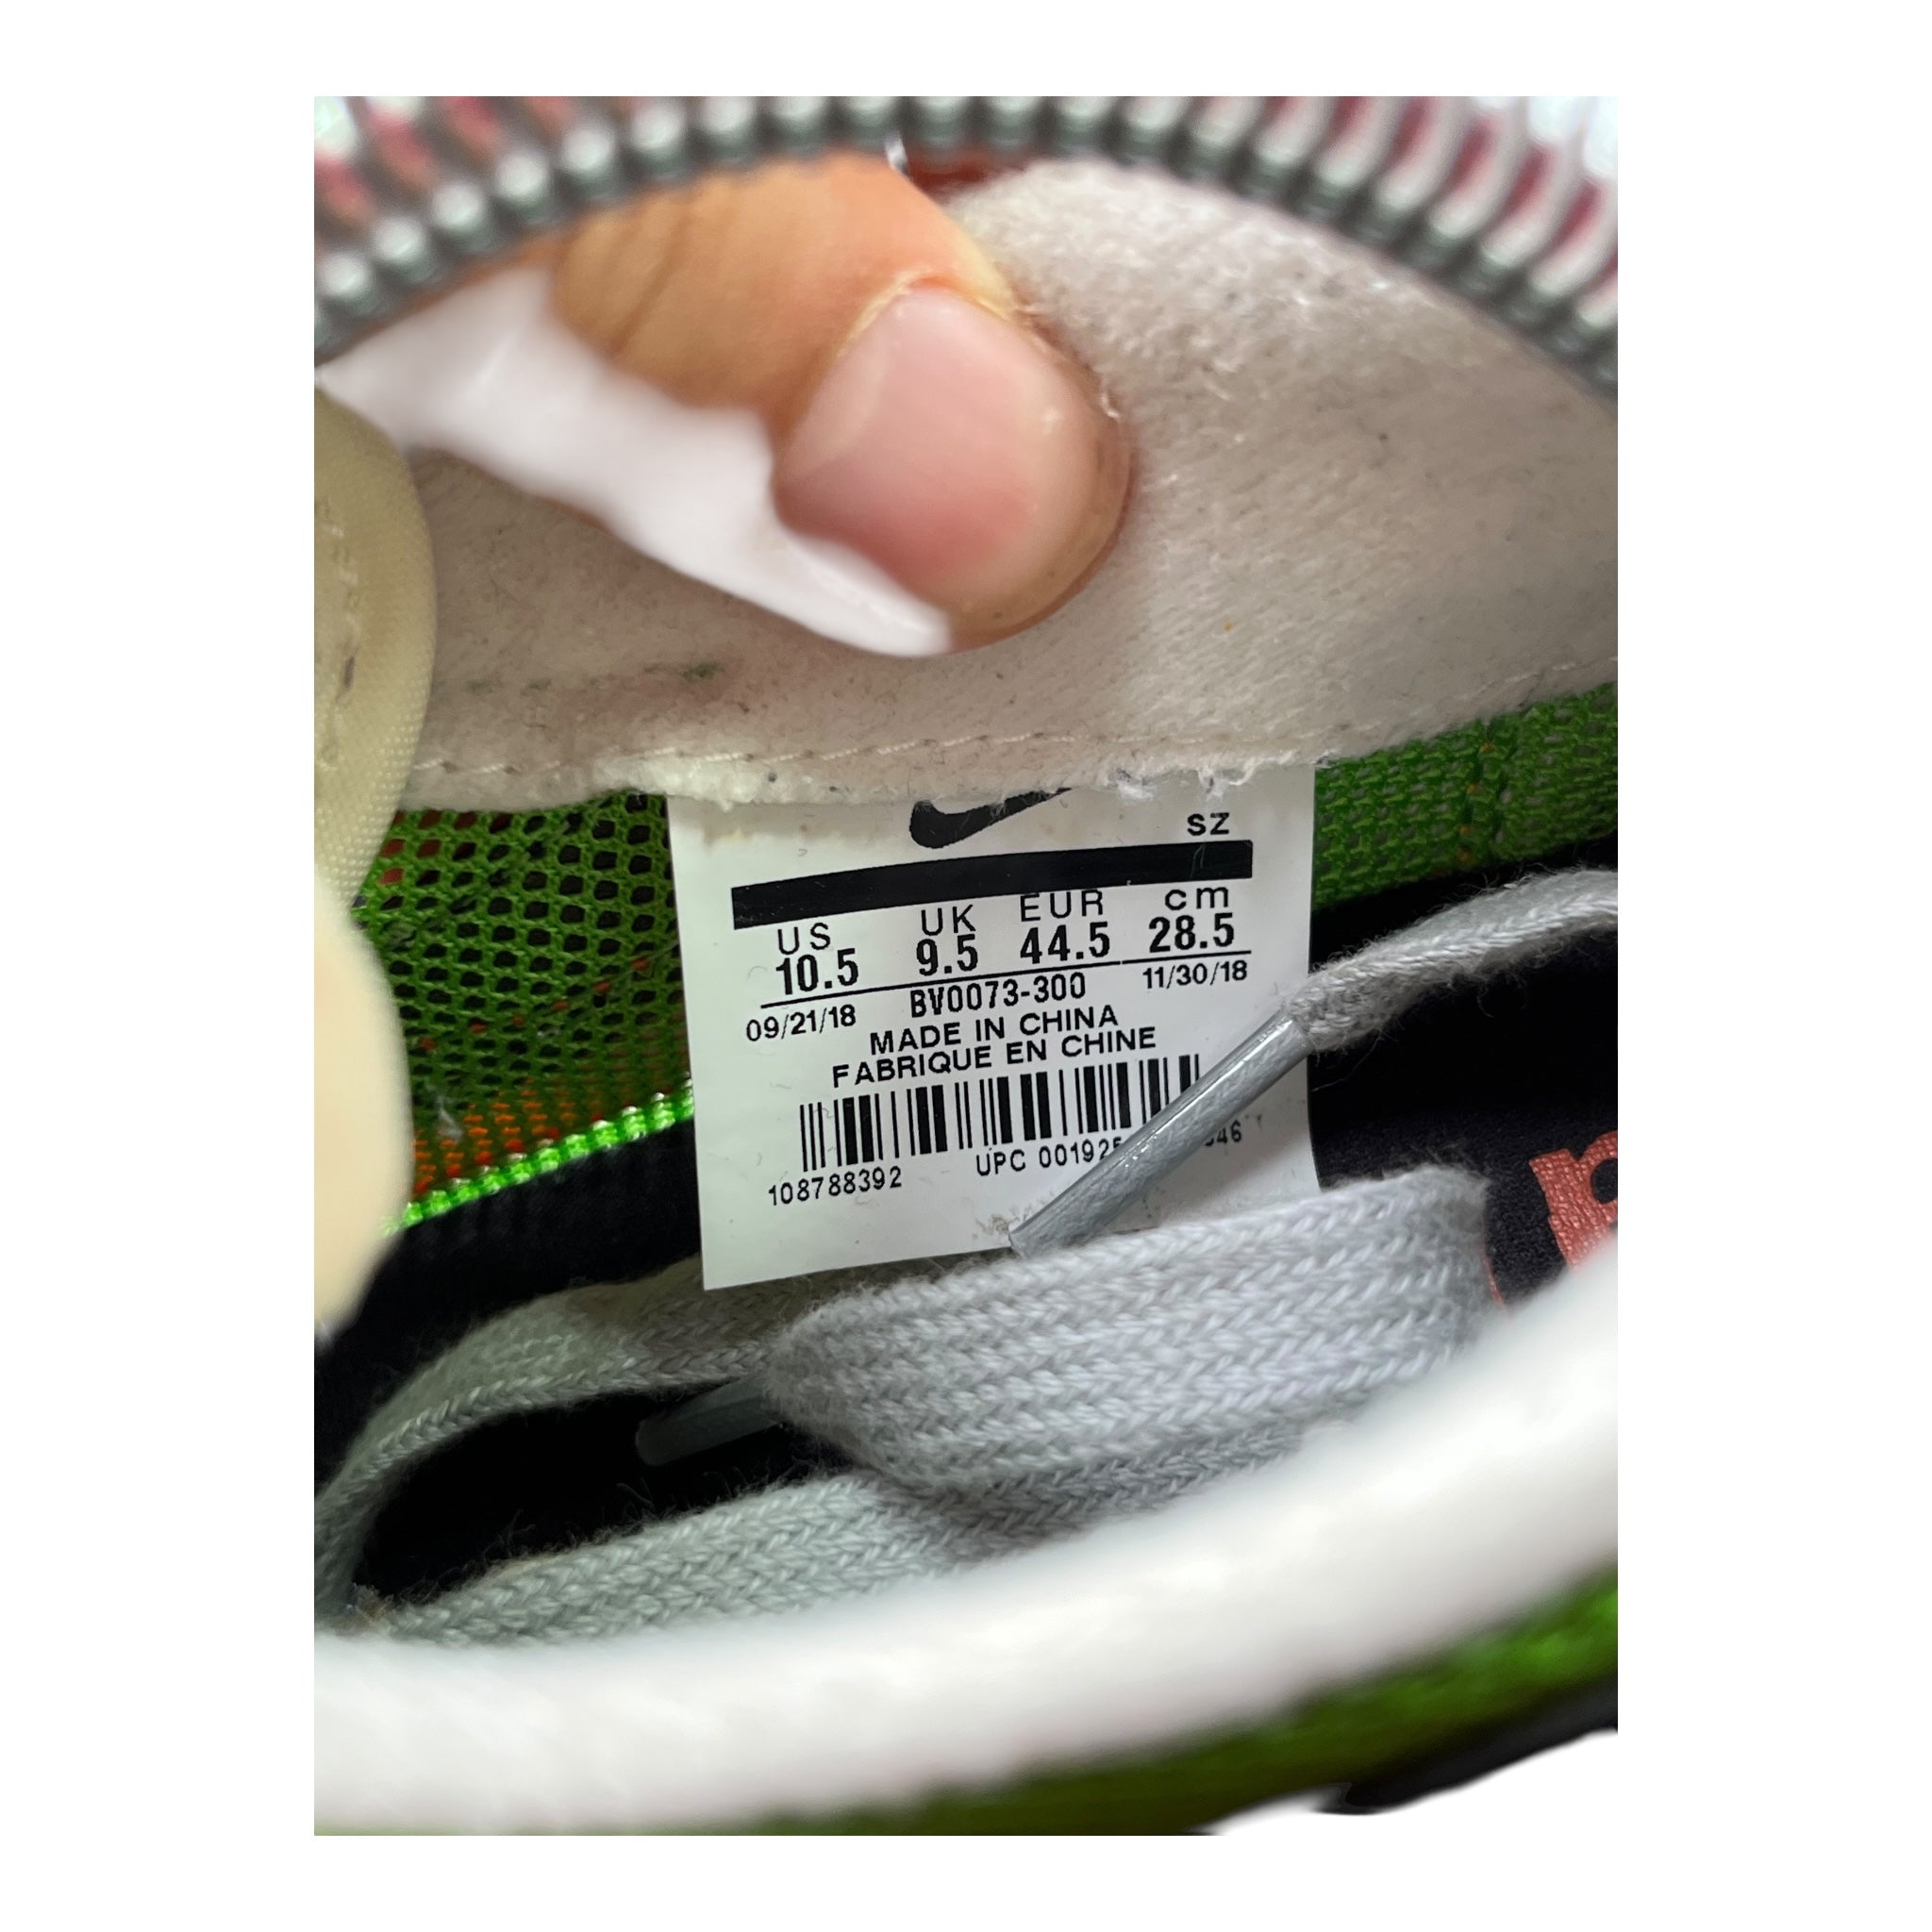 SZ
US UK EUR cm
10.5 9.5 44.5 28.5
09/21/18 BV0073-300 11/30/18
MADE IN CHINA
FABRIQUE EN CHINE
108788392 UPC 00192